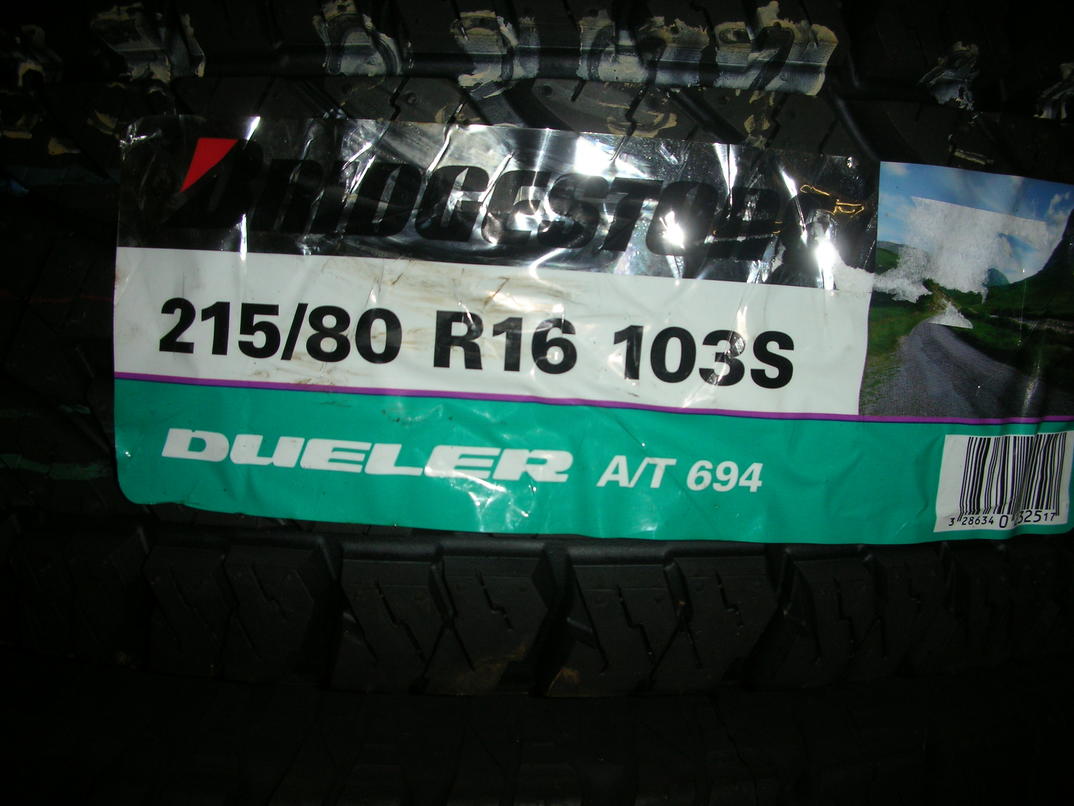 BRIDGESTONE
215/80 R16 103S
DUELER A/T 694